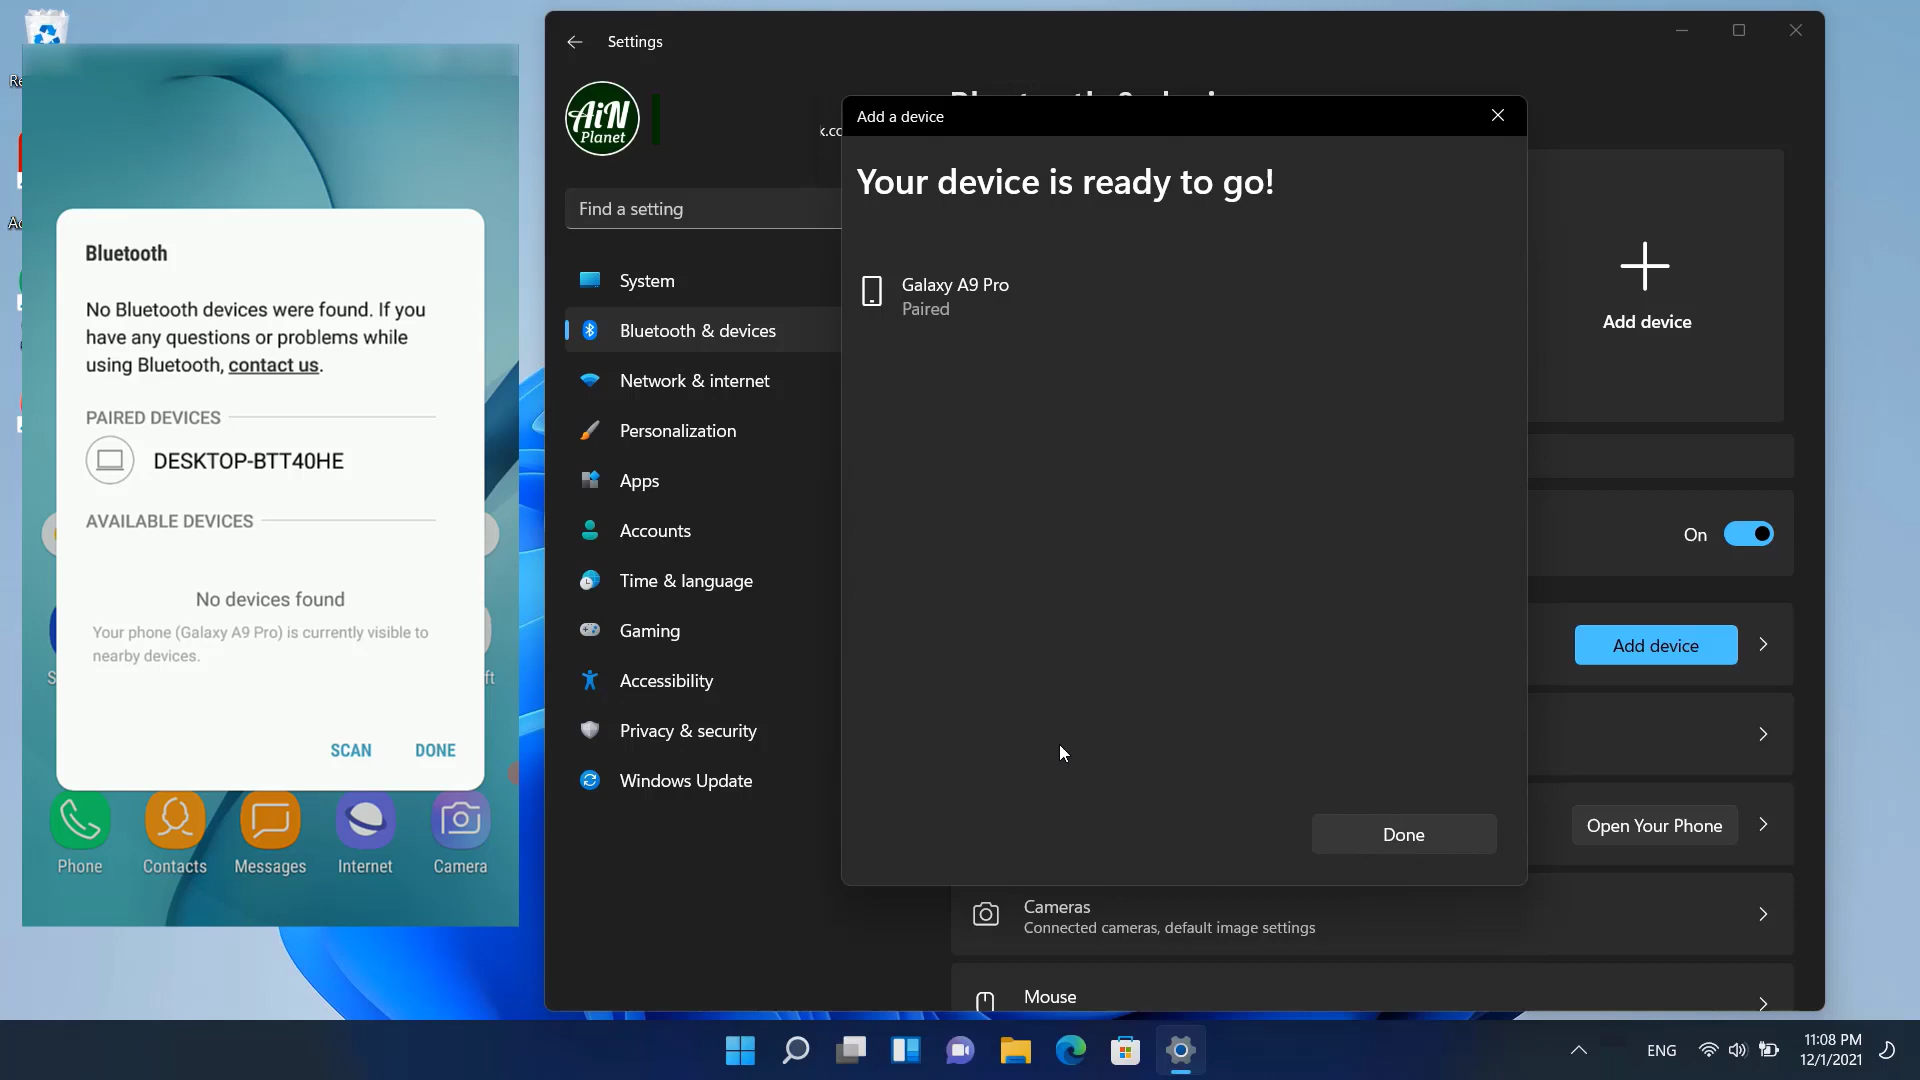 Settings
AiN
Planet
Find a setting
System
Bluetooth & devices
Network & internet
Personalization
Apps
Accounts
Time & language
Gaming
Accessibility
Privacy & security
Windows Update
Add a device
Your device is ready to go!
Galaxy A9 Pro
Paired
Done
Add device
On
Add device
Open Your Phone
Cameras
Connected cameras, default image settings
Mouse
Bluetooth
No Bluetooth devices were found. If you
have any questions or problems while
using Bluetooth, contact us.
PAIRED DEVICES
DESKTOP-BTT40HE
AVAILABLE DEVICES
No devices found
Your phone (Galaxy A9 Pro) is currently visible to
nearby devices.
SCAN DONE
Phone Contacts Messages Internet Camera
ENG
11:08 PM
12/1/2021